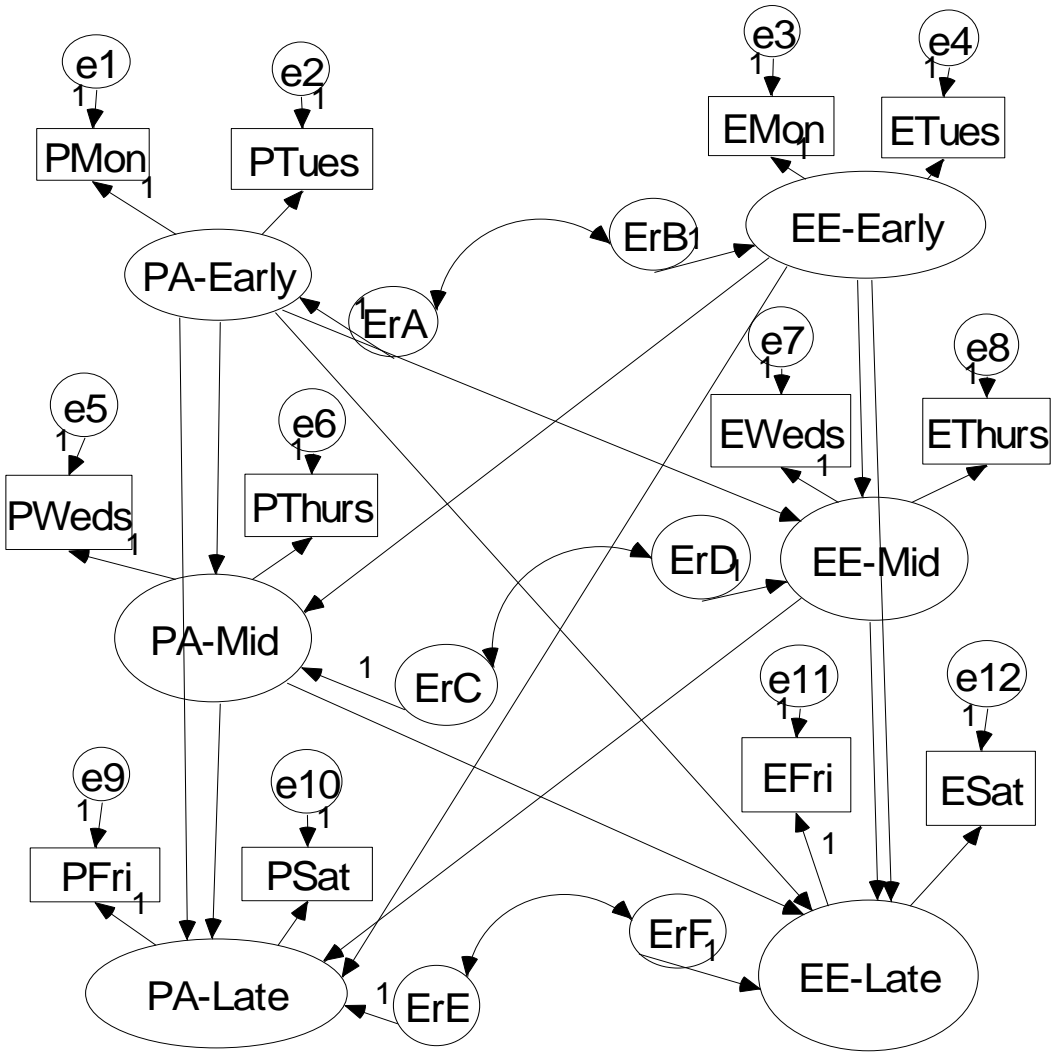 e1
1
e2
1
e3
1
e4
1
PMon
1
PTues
EMon
1
ETues
PA-Early
ErB
1
EE-Early
1
ErA
e5
1
e6
1
e7
1
e8
1
PWeds
1
PThurs
EWeds
1
EThurs
PA-Mid
ErD
1
EE-Mid
1
ErC
e9
1
e10
1
e11
1
e12
1
PFri
1
PSat
EFri
1
ESat
PA-Late
ErF
1
EE-Late
1
ErE